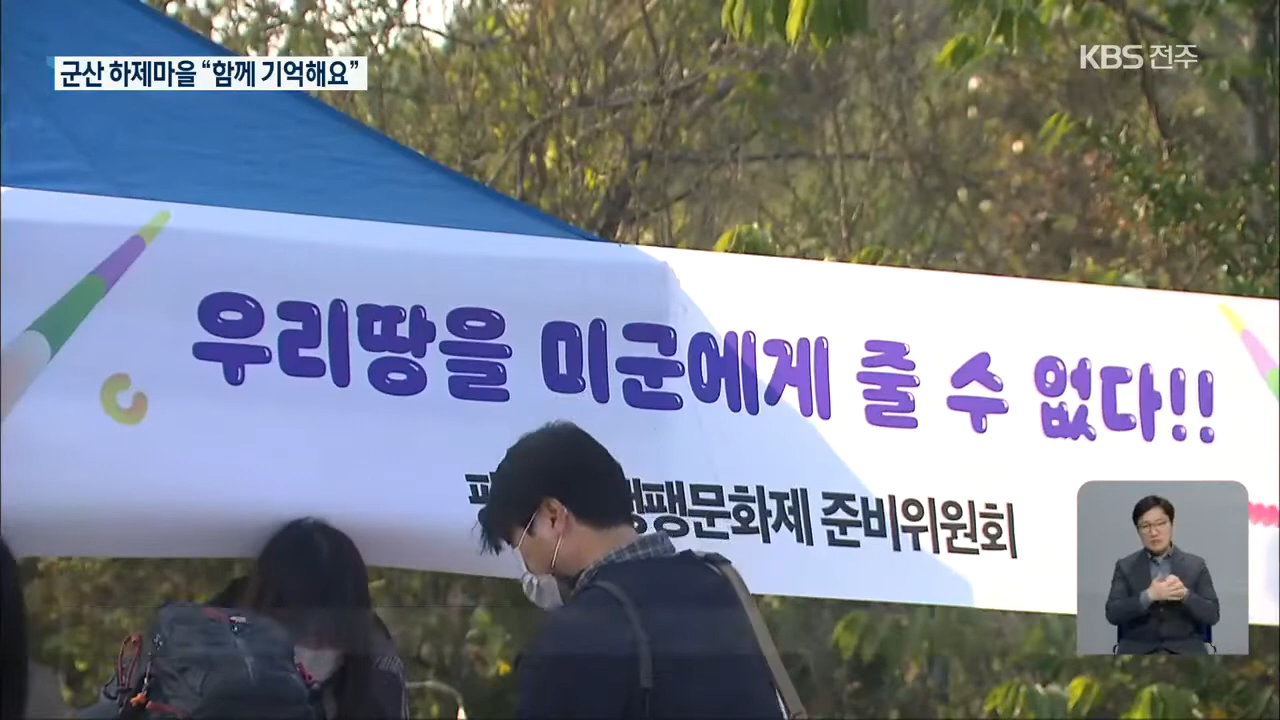 군산 하제마을 “함께 기억해요”
KBS 전주
우리땅을 미군에게 줄 수 없다!!
팽문화제 준비위원회